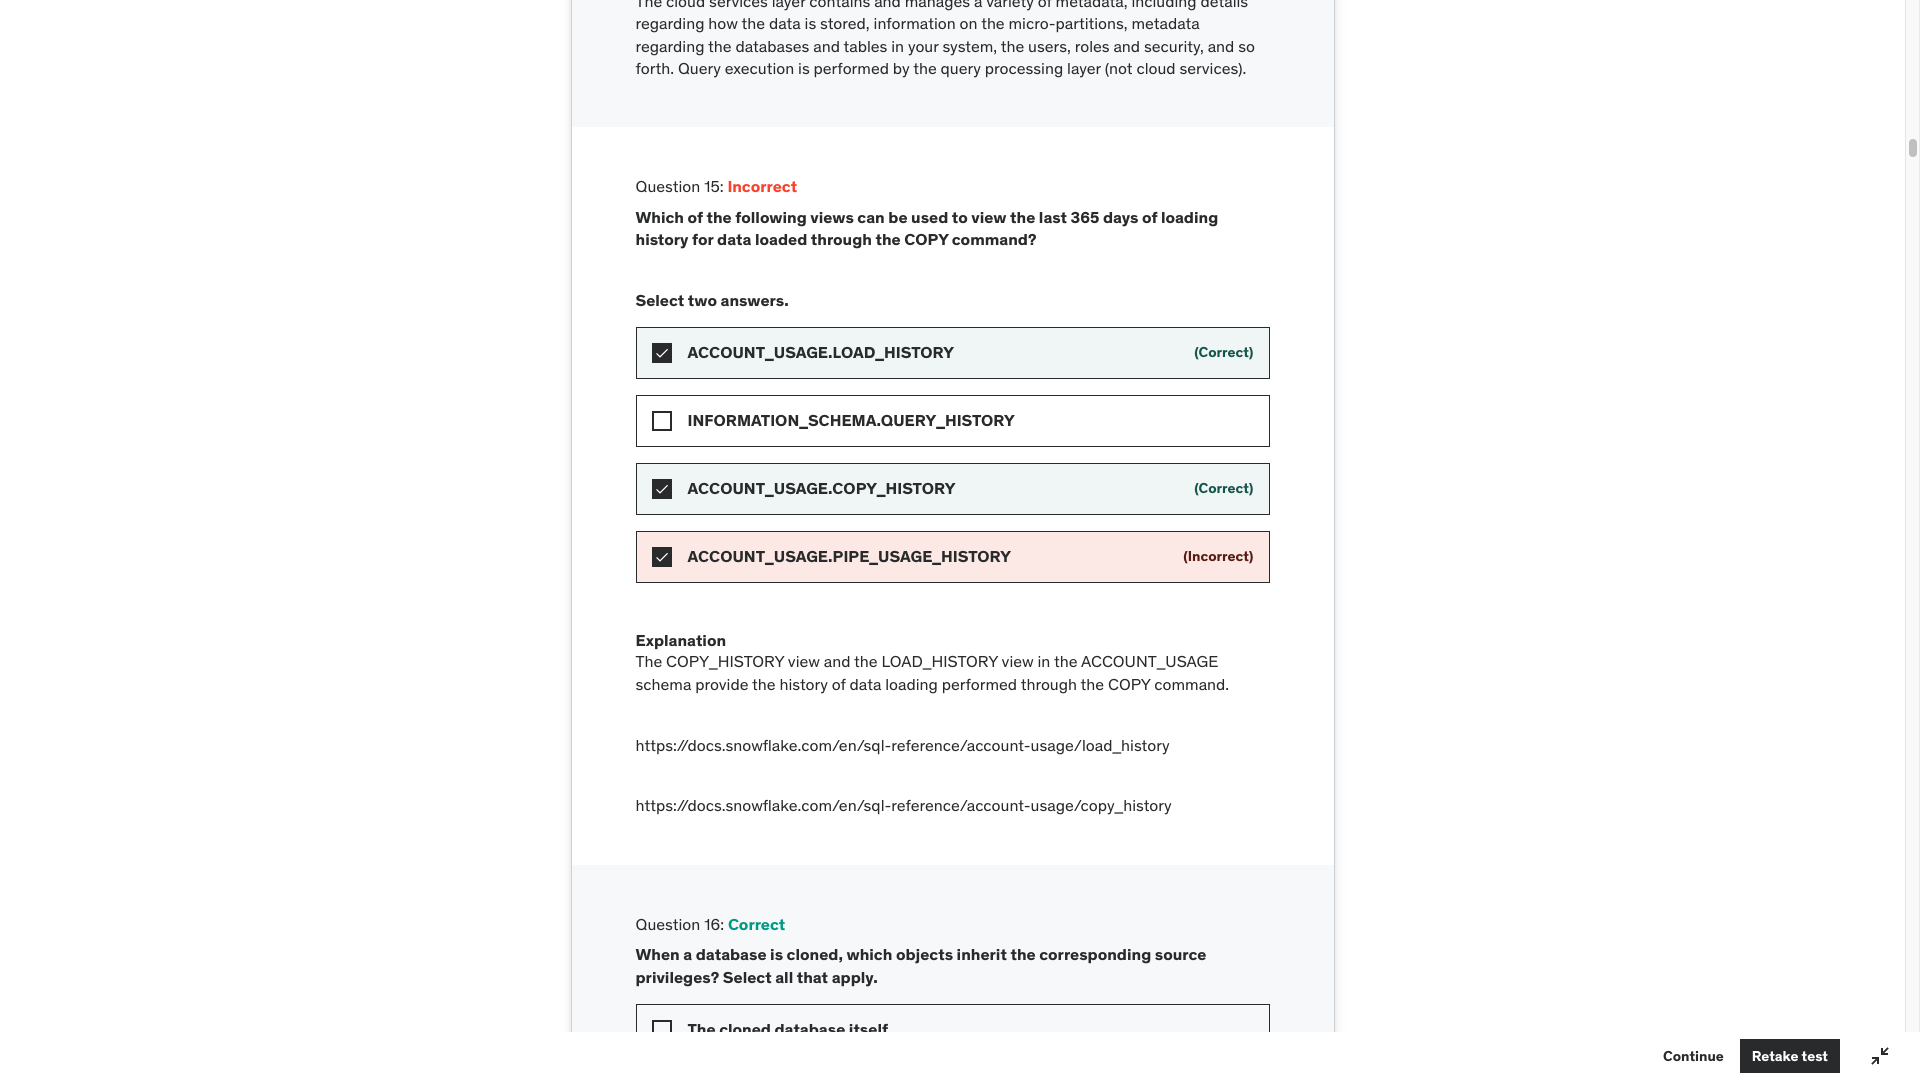 The cloud services layer contains and manages a variety of metadata, including details
regarding how the data is stored, information on the micro-partitions, metadata
regarding the databases and tables in your system, the users, roles and security, and so
forth. Query execution is performed by the query processing layer (not cloud services).
Question 15: Incorrect
Which of the following views can be used to view the last 365 days of loading
history for data loaded through the COPY command?
Select two answers.
ACCOUNT_USAGE.LOAD_HISTORY (Correct)
INFORMATION_SCHEMA.QUERY_HISTORY
ACCOUNT_USAGE.COPY_HISTORY (Correct)
ACCOUNT_USAGE.PIPE_USAGE_HISTORY (Incorrect)
Explanation
The COPY_HISTORY view and the LOAD_HISTORY view in the ACCOUNT_USAGE
schema provide the history of data loading performed through the COPY command.
https://docs.snowflake.com/en/sql-reference/account-usage/load_history
https://docs.snowflake.com/en/sql-reference/account-usage/copy_history
Question 16: Correct
When a database is cloned, which objects inherit the corresponding source
privileges? Select all that apply.
The cloned database itself
Continue Retake test